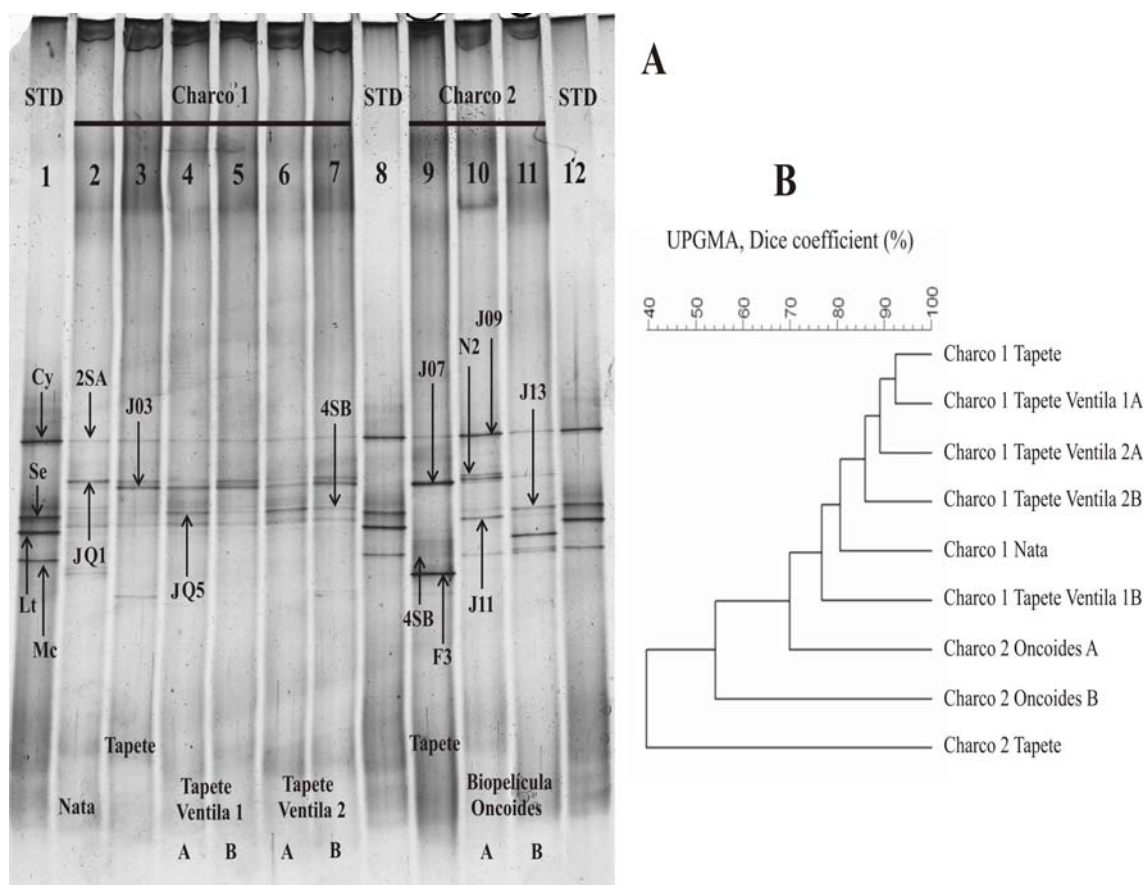 A
STD Charco 1 STD Charco 2 STD
1 2 3 4 5 6 7 8 9 10 11 12
J09
N2
Cy 2SA J07
J03 4SB J13
Se
JQ1 JQ5
Lt 4SB J11
Mc F3
Tapete Tapete
Nata Tapete Ventila 1 Tapete Ventila 2 Biopelícula Oncoides
A B A B A B
B
UPGMA, Dice coefficient (%)
40 50 60 70 80 90 100
Charco 1 Tapete
Charco 1 Tapete Ventila 1A
Charco 1 Tapete Ventila 2A
Charco 1 Tapete Ventila 2B
Charco 1 Nata
Charco 1 Tapete Ventila 1B
Charco 2 Oncoides A
Charco 2 Oncoides B
Charco 2 Tapete